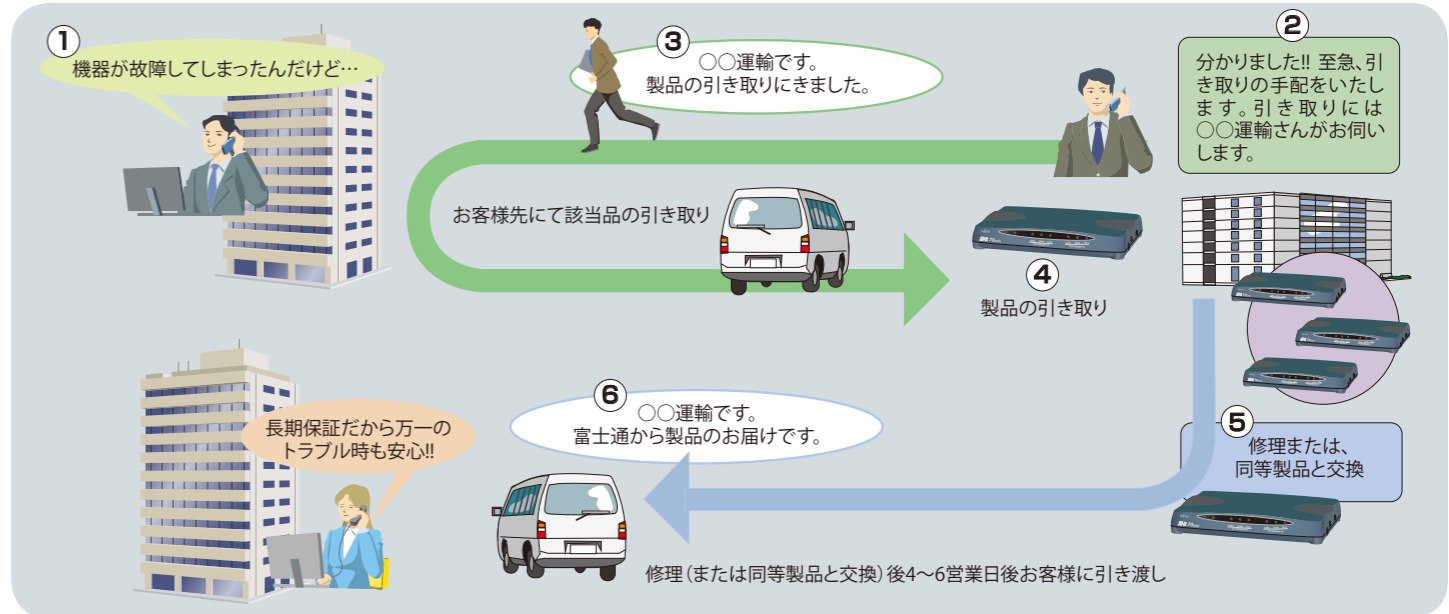 ①
機器が故障してしまったんだけど…
②
分かりました!! 至急、引
き取りの手配をいたし
ます。引き取りには
○○運輸さんがお伺い
します。
③
○○運輸です。
製品の引き取りにきました。
お客様先にて該当品の引き取り
④
製品の引き取り
⑤
修理または、
同等製品と交換
⑥
○○運輸です。
富士通から製品のお届けです。
長期保証だから万一の
トラブル時も安心!!
修理(または同等製品と交換)後4～6営業日後お客様に引き渡し